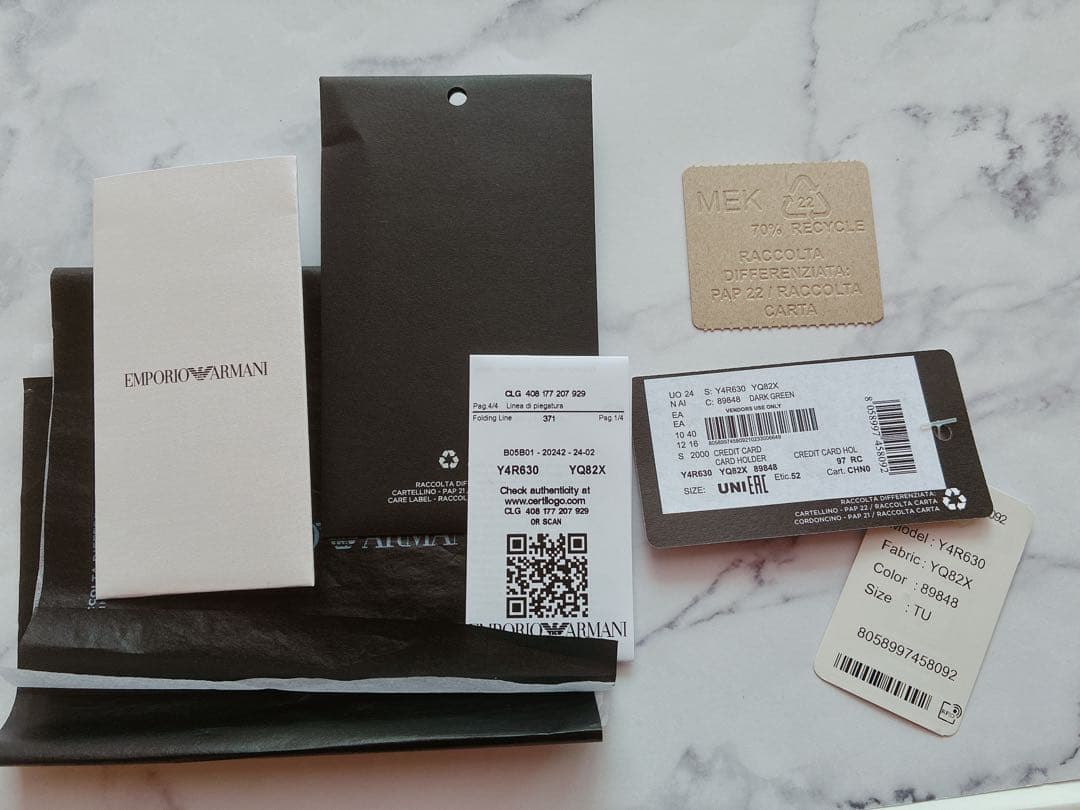 EMPORIO ARMANI
RACCOLTA
CARTELLINO - PAP 21
CARE LABEL - RACCOL
ARMANI
CLG 408 177 207 929
Pag.4/4 Linea di piegatura
Folding Line 371 Pag.1/4
B05B01 - 20242 - 24-02
Y4R630 YQ82X
Check authenticity at
www.certilogo.com
CLG 408 177 207 929
OR SCAN
EMPORIO ARMANI
MEK 22
70% RECYCLE
RACCOLTA
DIFFERENZIATA:
PAP 22 / RACCOLTA
CARTA
UO 24 S: Y4R630 YQ82X
N AI C: 89848 DARK GREEN
EA VENDORS USE ONLY
EA
10 40
12 16 805899745809210233006649
S 2000 CREDIT CARD CREDIT CARD HOL
CARD HOLDER 97 RC
Y4R630 YQ82X 89848 Cart. CHN0
SIZE: UNI EAC Etic.52
8058997 458092
RACCOLTA DIFFERENZIATA:
CARTELLINO - PAP 22 / RACCOLTA CARTA
CORDONCINO - PAP 21 / RACCOLTA CARTA
092
Model : Y4R630
Fabric : YQ82X
Color : 89848
Size : TU
8058997458092